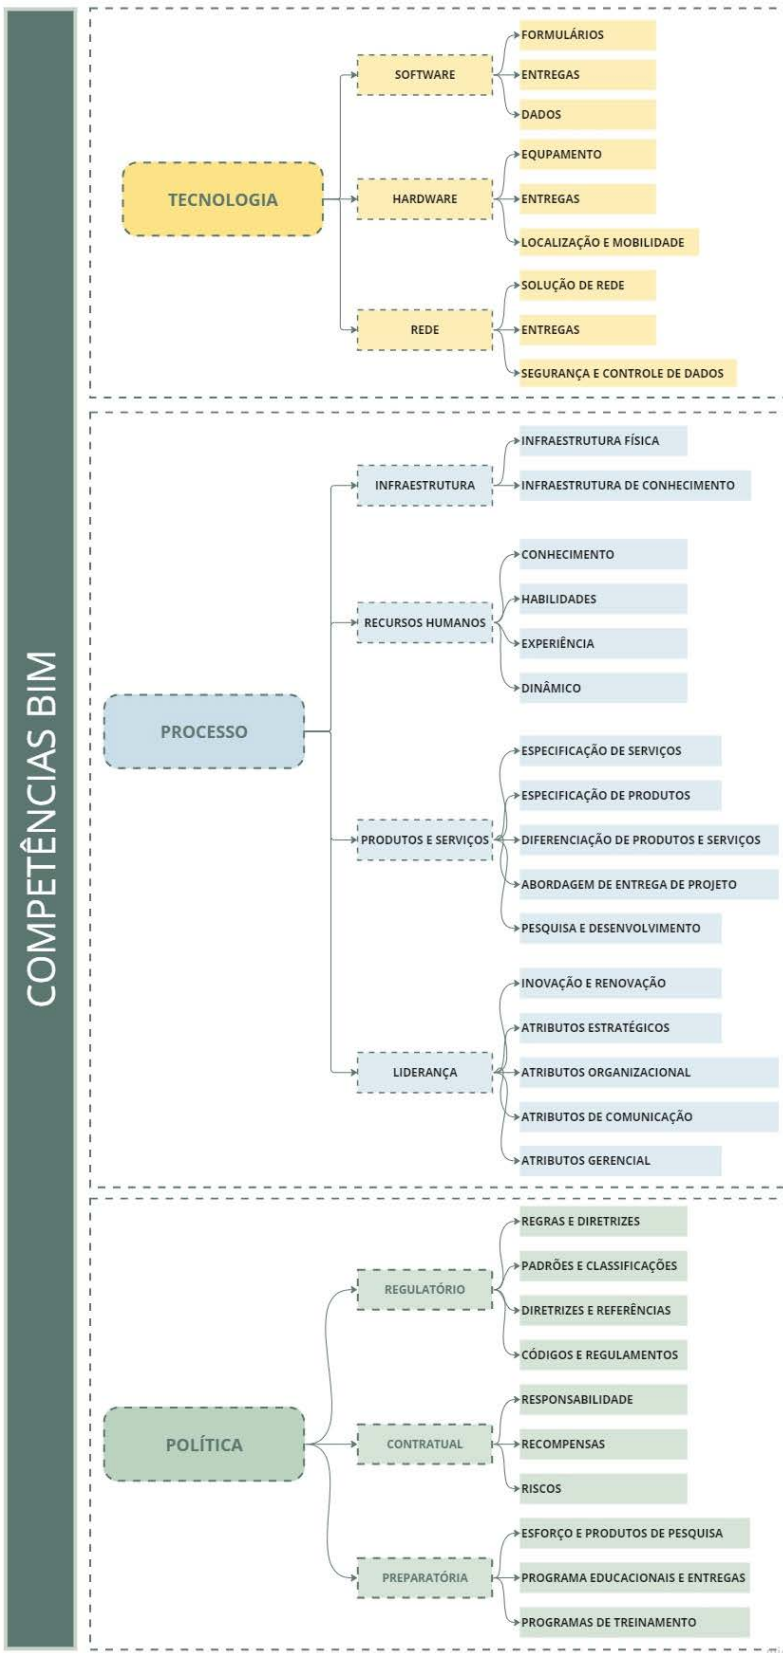 COMPETÊNCIAS BIM
TECNOLOGIA
SOFTWARE
FORMULÁRIOS
ENTREGAS
DADOS
HARDWARE
EQUPAMENTO
ENTREGAS
LOCALIZAÇÃO E MOBILIDADE
REDE
SOLUÇÃO DE REDE
ENTREGAS
SEGURANÇA E CONTROLE DE DADOS
PROCESSO
INFRAESTRUTURA
INFRAESTRUTURA FÍSICA
INFRAESTRUTURA DE CONHECIMENTO
RECURSOS HUMANOS
CONHECIMENTO
HABILIDADES
EXPERIÊNCIA
DINÂMICO
PRODUTOS E SERVIÇOS
ESPECIFICAÇÃO DE SERVIÇOS
ESPECIFICAÇÃO DE PRODUTOS
DIFERENCIAÇÃO DE PRODUTOS E SERVIÇOS
ABORDAGEM DE ENTREGA DE PROJETO
PESQUISA E DESENVOLVIMENTO
LIDERANÇA
INOVAÇÃO E RENOVAÇÃO
ATRIBUTOS ESTRATÉGICOS
ATRIBUTOS ORGANIZACIONAL
ATRIBUTOS DE COMUNICAÇÃO
ATRIBUTOS GERENCIAL
POLÍTICA
REGULATÓRIO
REGRAS E DIRETRIZES
PADRÕES E CLASSIFICAÇÕES
DIRETRIZES E REFERÊNCIAS
CÓDIGOS E REGULAMENTOS
CONTRATUAL
RESPONSABILIDADE
RECOMPENSAS
RISCOS
PREPARATÓRIA
ESFORÇO E PRODUTOS DE PESQUISA
PROGRAMA EDUCACIONAIS E ENTREGAS
PROGRAMAS DE TREINAMENTO